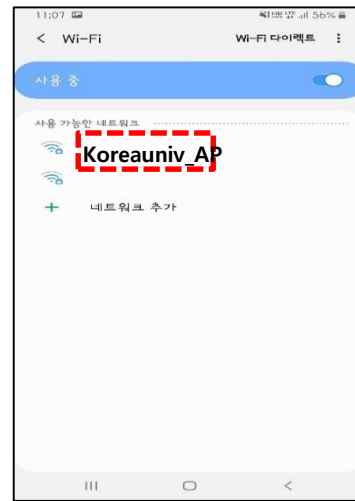 11:07 56%
< Wi-Fi Wi-Fi 다이렉트
사용 중
사용 가능한 네트워크
Koreauniv_AP
+ 네트워크 추가